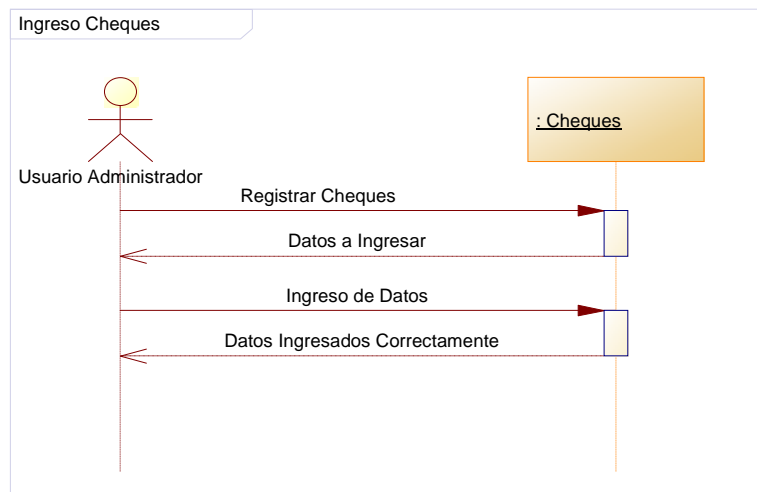 Ingreso Cheques
: Cheques
Usuario Administrador
Registrar Cheques
Datos a Ingresar
Ingreso de Datos
Datos Ingresados Correctamente